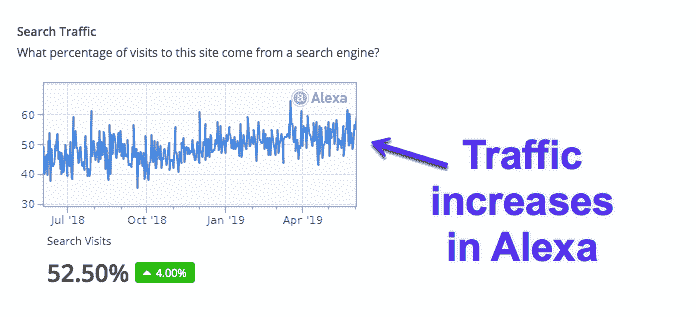 Search Traffic
What percentage of visits to this site come from a search engine?
Alexa
60
50
40
30
Jul '18 Oct '18 Jan '19 Apr '19
Search Visits
52.50% 4.00%
Traffic
increases
in Alexa